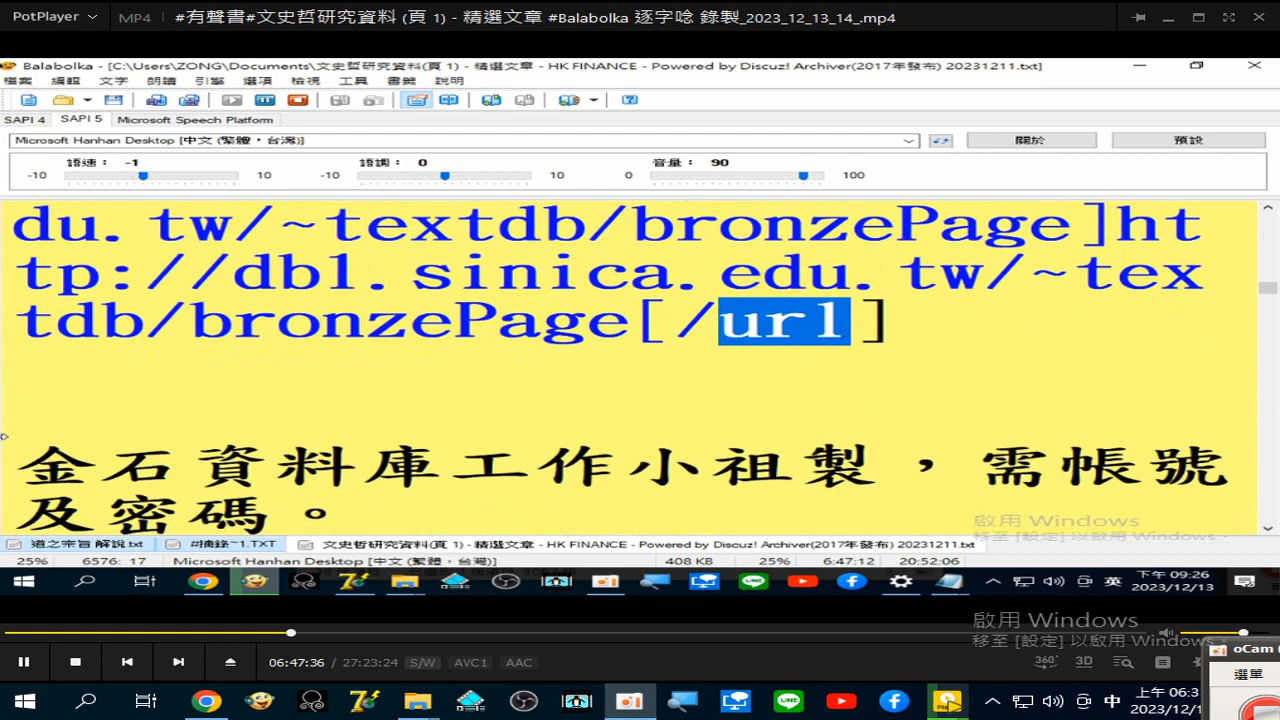 PotPlayer MP4 #有聲書#文史哲研究資料 (頁 1) - 精選文章 #Balabolka 逐字唸 錄製_2023_12_13_14_.mp4
Balabolka - [C:\Users\ZONG\Documents\文史哲研究資料(頁 1) - 精選文章 - HK FINANCE - Powered by Discuz! Archiver(2017年發布) 20231211.txt]
檔案 編輯 文字 朗讀 引擎 選項 檢視 工具 書籤 說明
SAPI 4 SAPI 5 Microsoft Speech Platform
Microsoft Hanhan Desktop [中文 (繁體，台灣)] 關於 預設
語速： -1 語調： 0 音量： 90
-10 10 -10 10 0 100
du.tw/~textdb/bronzePage]ht
tp://db1.sinica.edu.tw/~tex
tdb/bronzePage[/url]
金石資料庫工作小祖製，需帳號
及密碼。
啟用 Windows
移至 [設定] 以啟用 Windows。
道之宗旨 解說.txt #摘錄~1.TXT 文史哲研究資料(頁 1) - 精選文章 - HK FINANCE - Powered by Discuz! Archiver(2017年發布) 20231211.txt
25% 6576: 17 Microsoft Hanhan Desktop [中文 (繁體，台灣)] 408 KB 25% 6:47:12 20:52:06
英 下午 09:26
2023/12/13
啟用 Windows
移至 [設定] 以啟用 Windows。
06:47:36 / 27:23:24 S/W AVC1 AAC 360° 3D
oCam (
選單
中 上午 06:3
2023/12/1